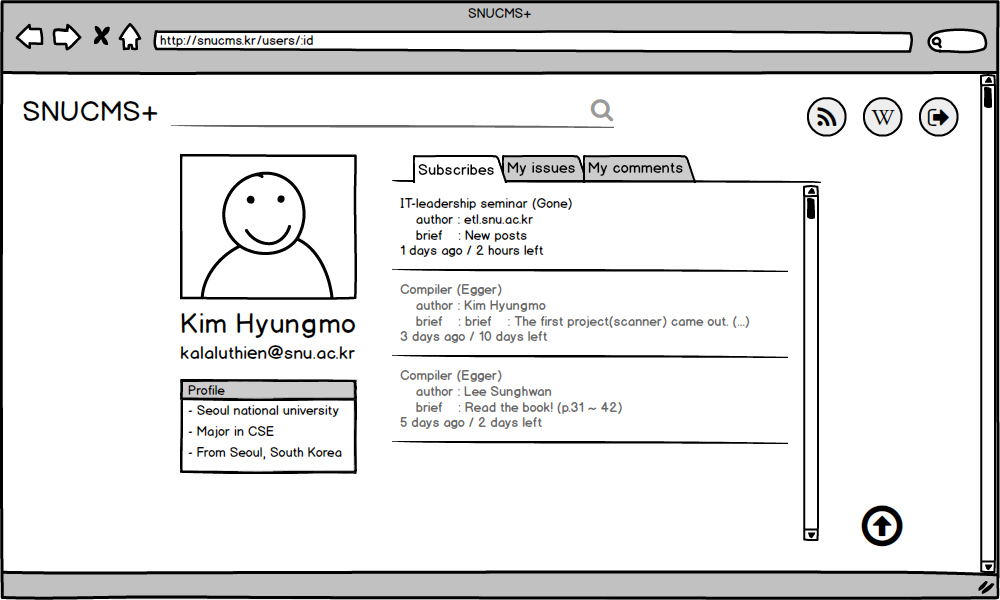 SNUCMS+
http://snucms.kr/users/:id
SNUCMS+
W
Subscribes
My issues
My comments
IT-leadership seminar (Gone)
author : etl.snu.ac.kr
brief : New posts
1 days ago / 2 hours left
Compiler (Egger)
author : Kim Hyungmo
brief : brief : The first project(scanner) came out. (...)
3 days ago / 10 days left
Compiler (Egger)
author : Lee Sunghwan
brief : Read the book! (p.31 ~ 42)
5 days ago / 2 days left
Kim Hyungmo
kalaluthien@snu.ac.kr
Profile
- Seoul national university
- Major in CSE
- From Seoul, South Korea